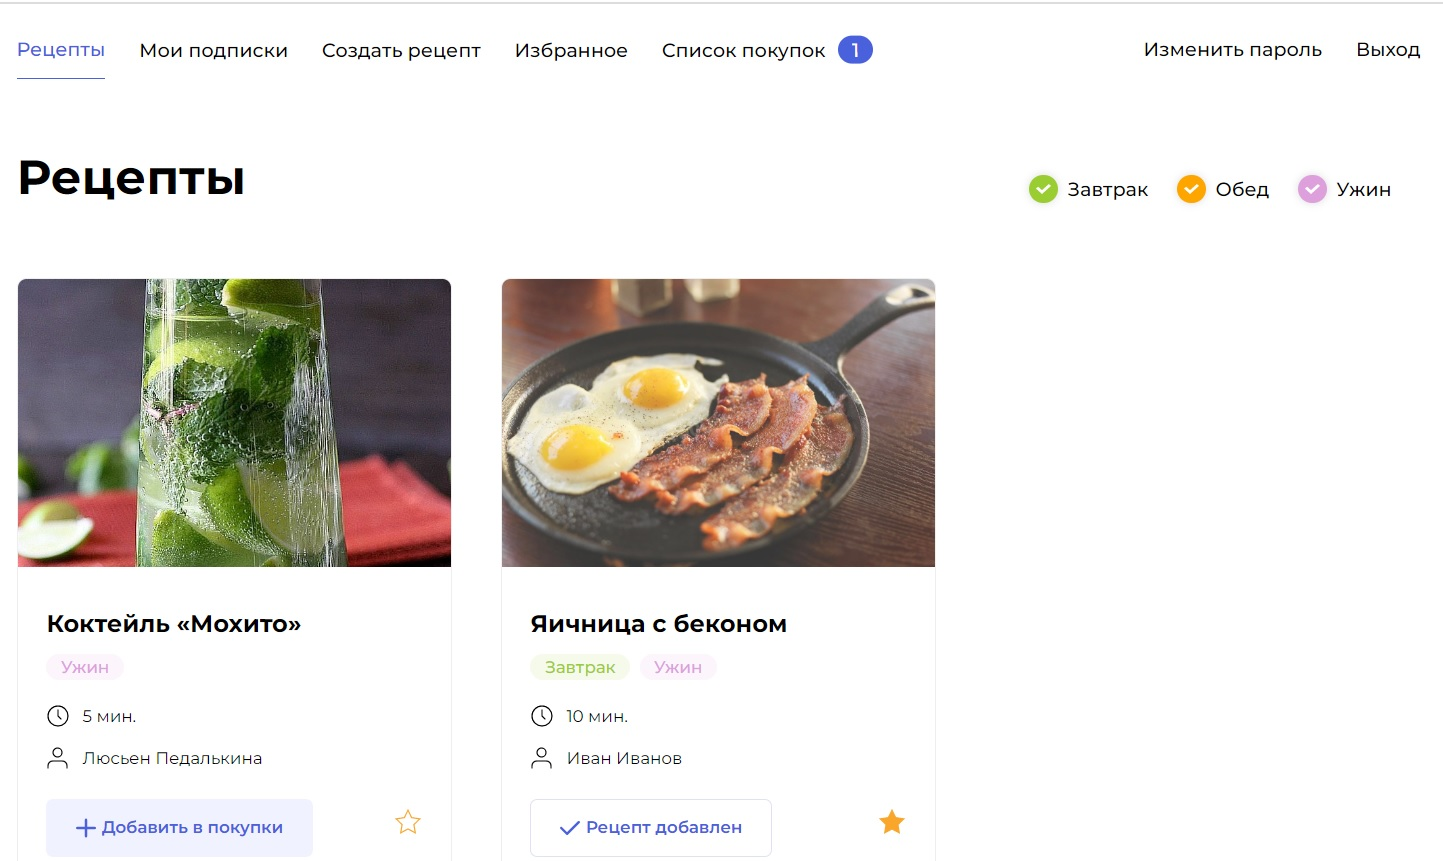 Рецепты Мои подписки Создать рецепт Избранное Список покупок 1 Изменить пароль Выход
Рецепты
Завтрак Обед Ужин
Коктейль «Мохито»
Ужин
5 мин.
Люсьен Педалькина
Добавить в покупки
Яичница с беконом
Завтрак Ужин
10 мин.
Иван Иванов
Рецепт добавлен